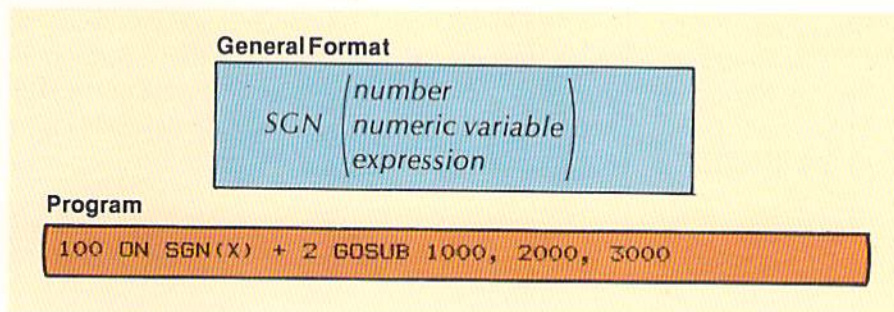 General Format
number
SGN numeric variable
expression
Program
100 ON SGN(X) + 2 GOSUB 1000, 2000, 3000